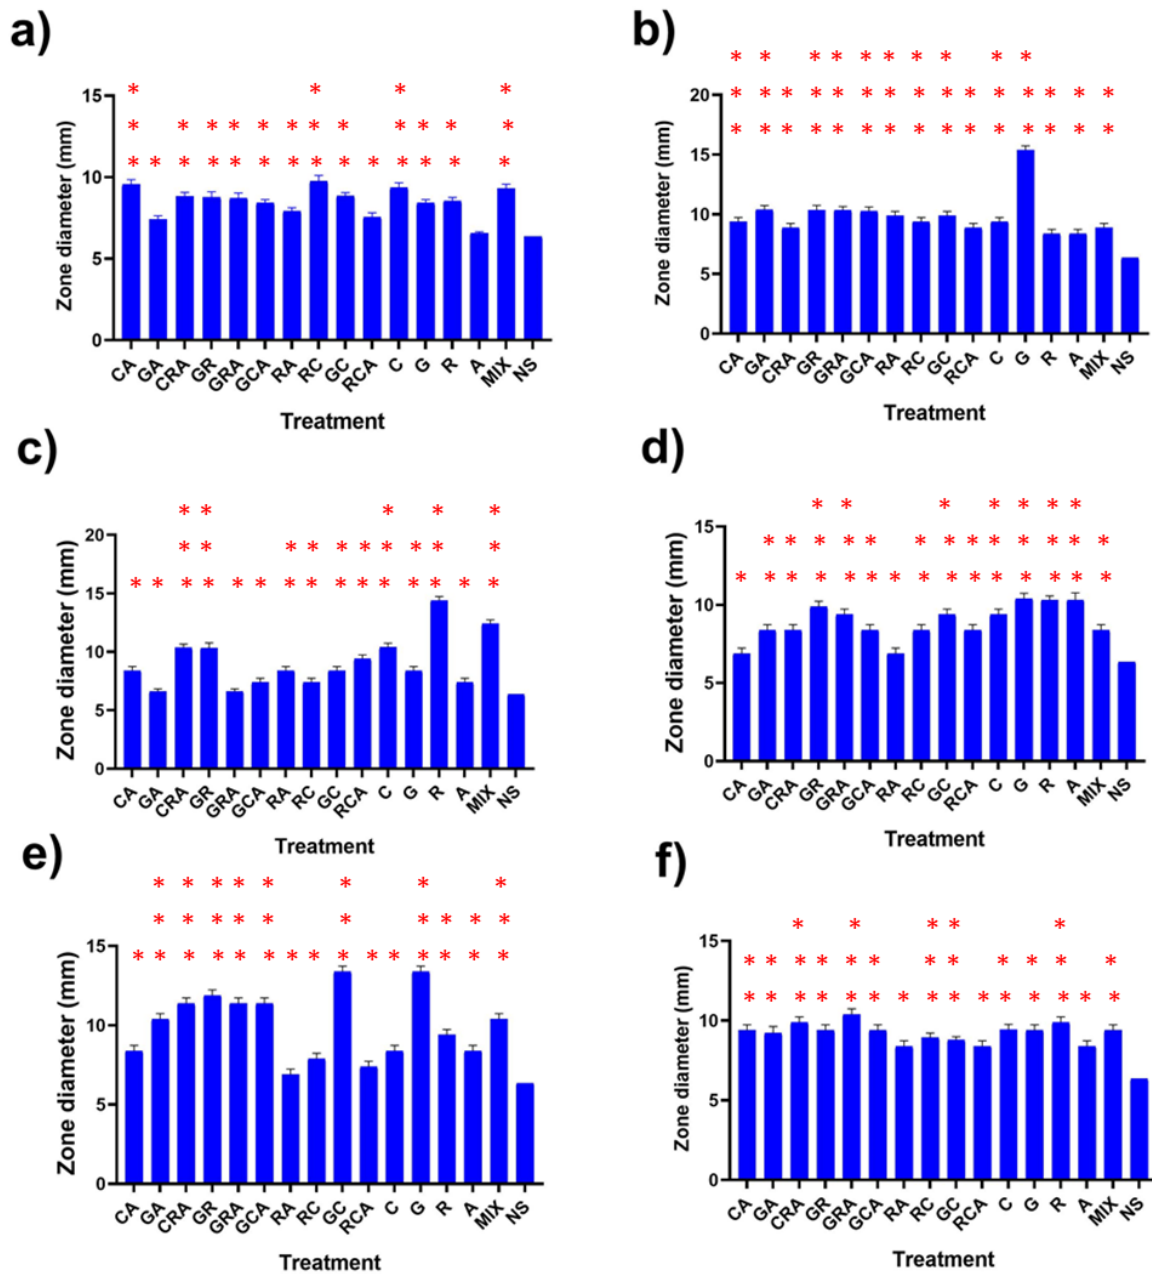 a)
* * * *
* * * * * * * * * * * *
* * * * * * * * * * * * * *
Zone diameter (mm)
15
10
5
0
CA GA CRA GR GRA GCA RA RC GC RCA C G R A MIX NS
Treatment
b)
* * * * * * * * * *
* * * * * * * * * * * * * * *
* * * * * * * * * * * * * * *
Zone diameter (mm)
20
15
10
5
0
CA GA CRA GR GRA GCA RA RC GC RCA C G R A MIX NS
Treatment
c)
* * * * *
* * * * * * * * * *
* * * * * * * * * * * * * * *
Zone diameter (mm)
20
15
10
5
0
CA GA CRA GR GRA GCA RA RC GC RCA C G R A MIX NS
Treatment
d)
* * * * * * *
* * * * * * * * * * * * *
* * * * * * * * * * * * * * *
Zone diameter (mm)
15
10
5
0
CA GA CRA GR GRA GCA RA RC GC RCA C G R A MIX NS
Treatment
e)
* * * * * * * *
* * * * * * * * * *
* * * * * * * * * * * * * * *
Zone diameter (mm)
15
10
5
0
CA GA CRA GR GRA GCA RA RC GC RCA C G R A MIX NS
Treatment
f)
* * * * *
* * * * * * * * * * * *
* * * * * * * * * * * * * * *
Zone diameter (mm)
15
10
5
0
CA GA CRA GR GRA GCA RA RC GC RCA C G R A MIX NS
Treatment